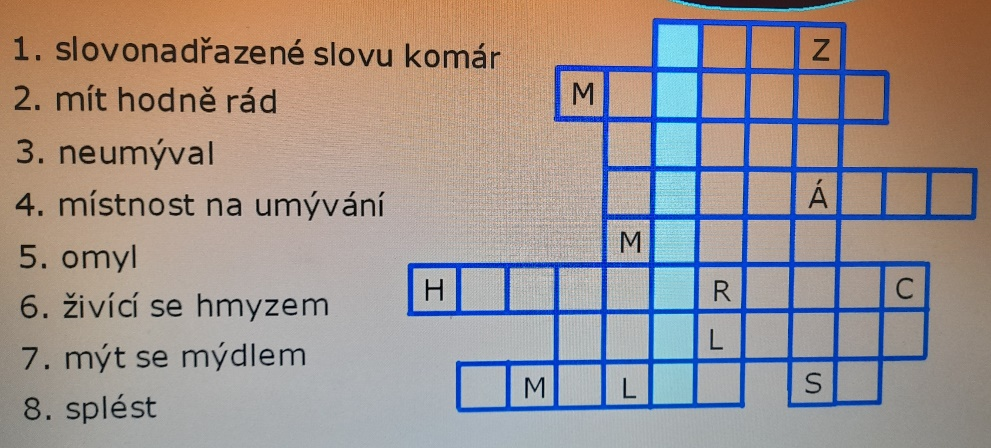 1. slovonadřazené slovu komár
2. mít hodně rád
3. neumýval
4. místnost na umývání
5. omyl
6. živící se hmyzem
7. mýt se mýdlem
8. splést
Z
M
Á
M
H R C
L
M L S